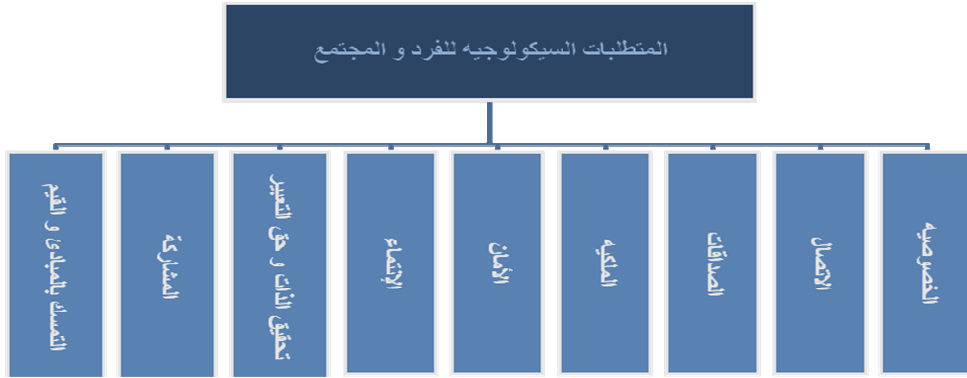 المتطلبات السيكولوجيه للفرد و المجتمع
الخصوصيه
الاتصال
الصداقات
الملكيه
الأمان
الإنتماء
تحقيق الذات و حق التعبير
المشاركة
التمسك بالمبادئ و القيم